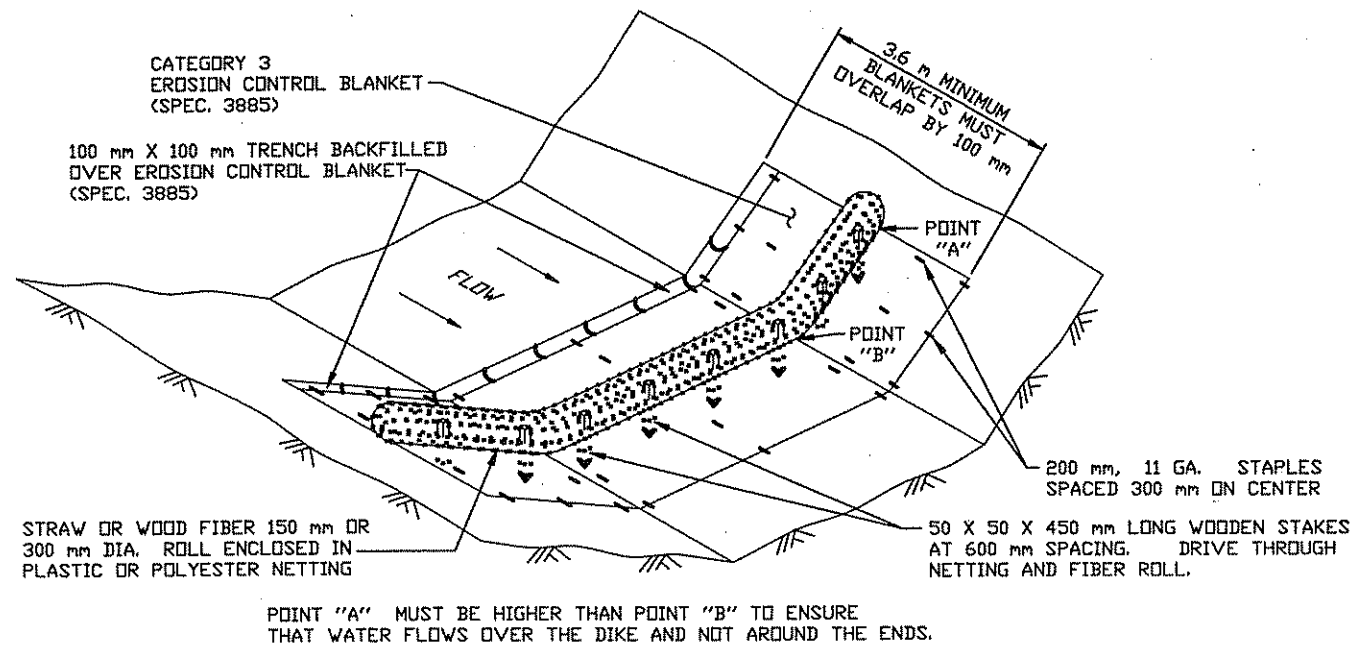 CATEGORY 3
EROSION CONTROL BLANKET
(SPEC. 3885)
100 mm X 100 mm TRENCH BACKFILLED
OVER EROSION CONTROL BLANKET
(SPEC. 3885)
3.6 m MINIMUM
BLANKETS MUST
OVERLAP BY 100 mm
POINT
"A"
FLOW
POINT
"B"
200 mm, 11 GA. STAPLES
SPACED 300 mm ON CENTER
STRAW OR WOOD FIBER 150 mm OR
300 mm DIA. ROLL ENCLOSED IN
PLASTIC OR POLYESTER NETTING
50 X 50 X 450 mm LONG WOODEN STAKES
AT 600 mm SPACING. DRIVE THROUGH
NETTING AND FIBER ROLL.
POINT "A" MUST BE HIGHER THAN POINT "B" TO ENSURE
THAT WATER FLOWS OVER THE DIKE AND NOT AROUND THE ENDS.